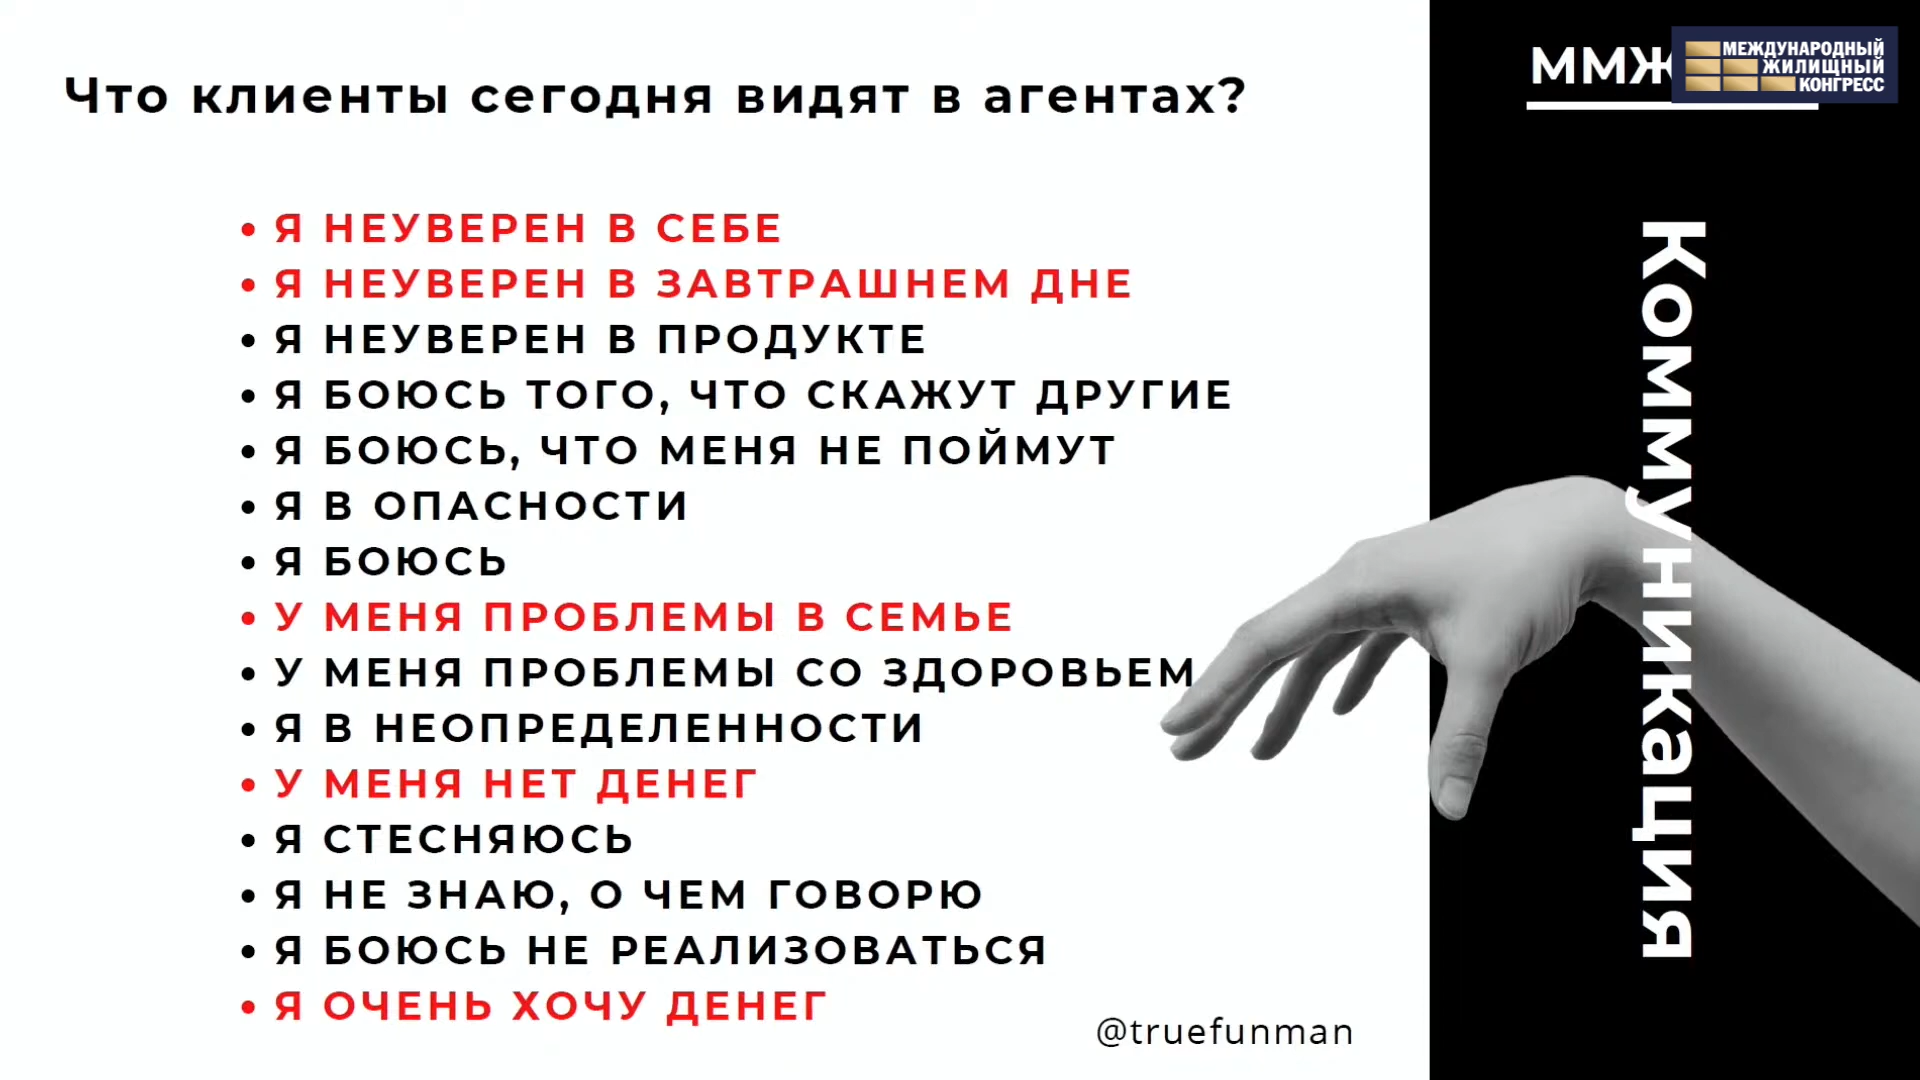 Что клиенты сегодня видят в агентах?
Я НЕУВЕРЕН В СЕБЕ
Я НЕУВЕРЕН В ЗАВТРАШНЕМ ДНЕ
Я НЕУВЕРЕН В ПРОДУКТЕ
Я БОЮСЬ ТОГО, ЧТО СКАЖУТ ДРУГИЕ
Я БОЮСЬ, ЧТО МЕНЯ НЕ ПОЙМУТ
Я В ОПАСНОСТИ
Я БОЮСЬ
У МЕНЯ ПРОБЛЕМЫ В СЕМЬЕ
У МЕНЯ ПРОБЛЕМЫ СО ЗДОРОВЬЕМ
Я В НЕОПРЕДЕЛЕННОСТИ
У МЕНЯ НЕТ ДЕНЕГ
Я СТЕСНЯЮСЬ
Я НЕ ЗНАЮ, О ЧЕМ ГОВОРЮ
Я БОЮСЬ НЕ РЕАЛИЗОВАТЬСЯ
Я ОЧЕНЬ ХОЧУ ДЕНЕГ
@truefunman
МЕЖДУНАРОДНЫЙ
ЖИЛИЩНЫЙ
КОНГРЕСС
Коммуникация